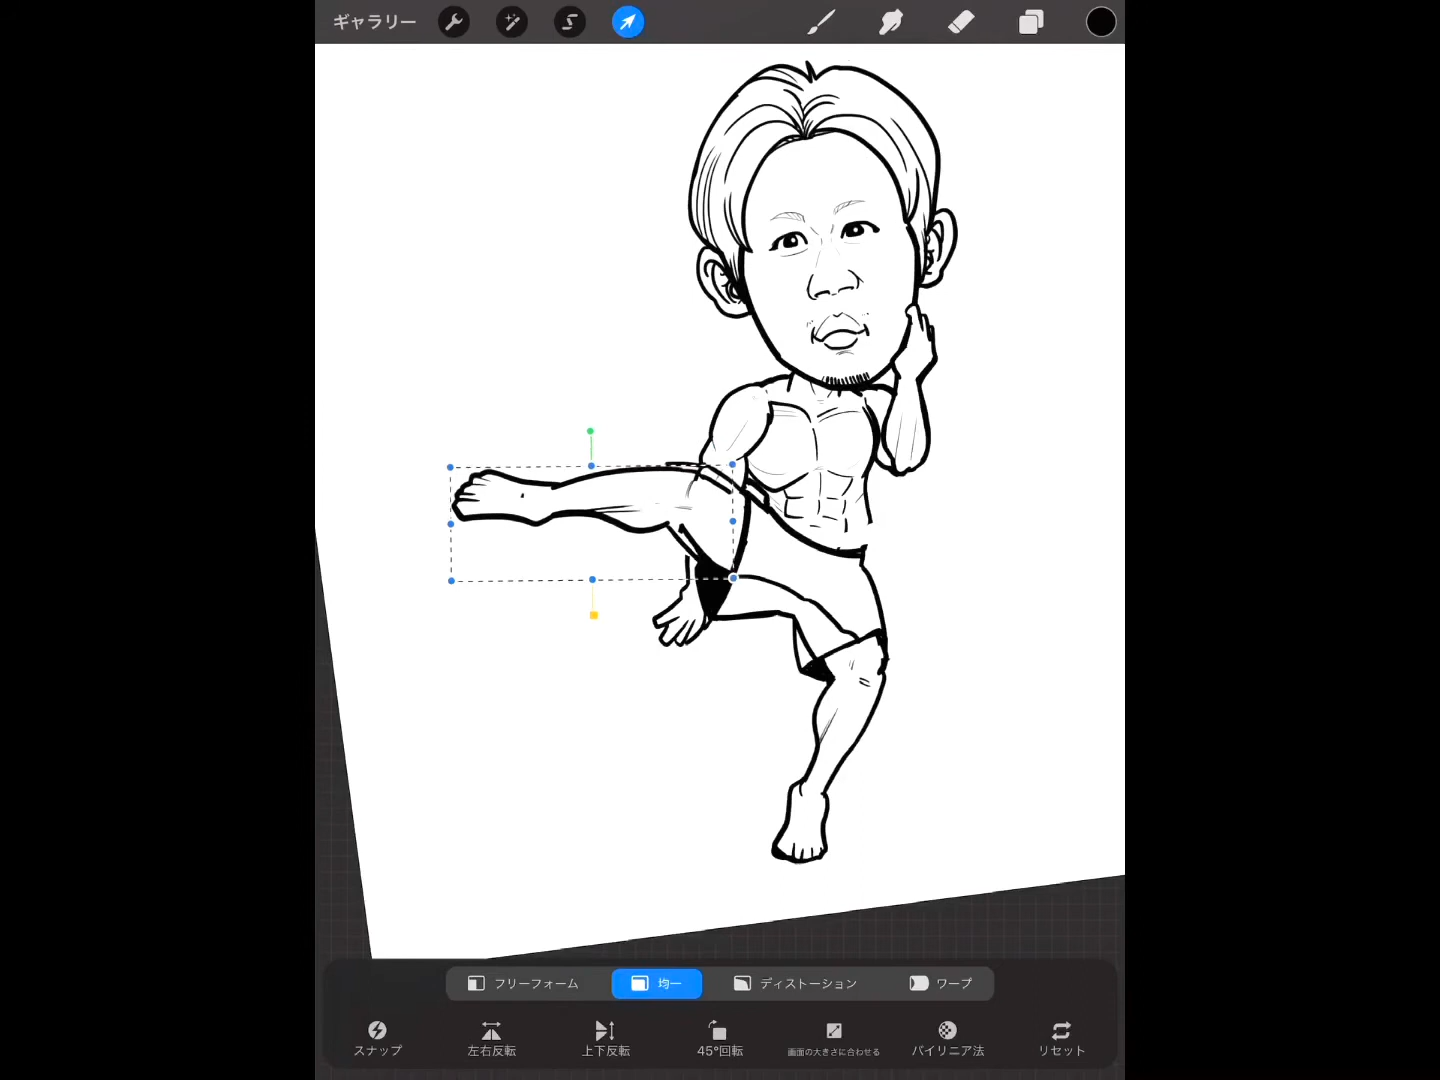 ギャラリー
フリーフォーム 均一 ディストーション ワープ
スナップ 左右反転 上下反転 45°回転 画面の大きさに合わせる バイリニア法 リセット